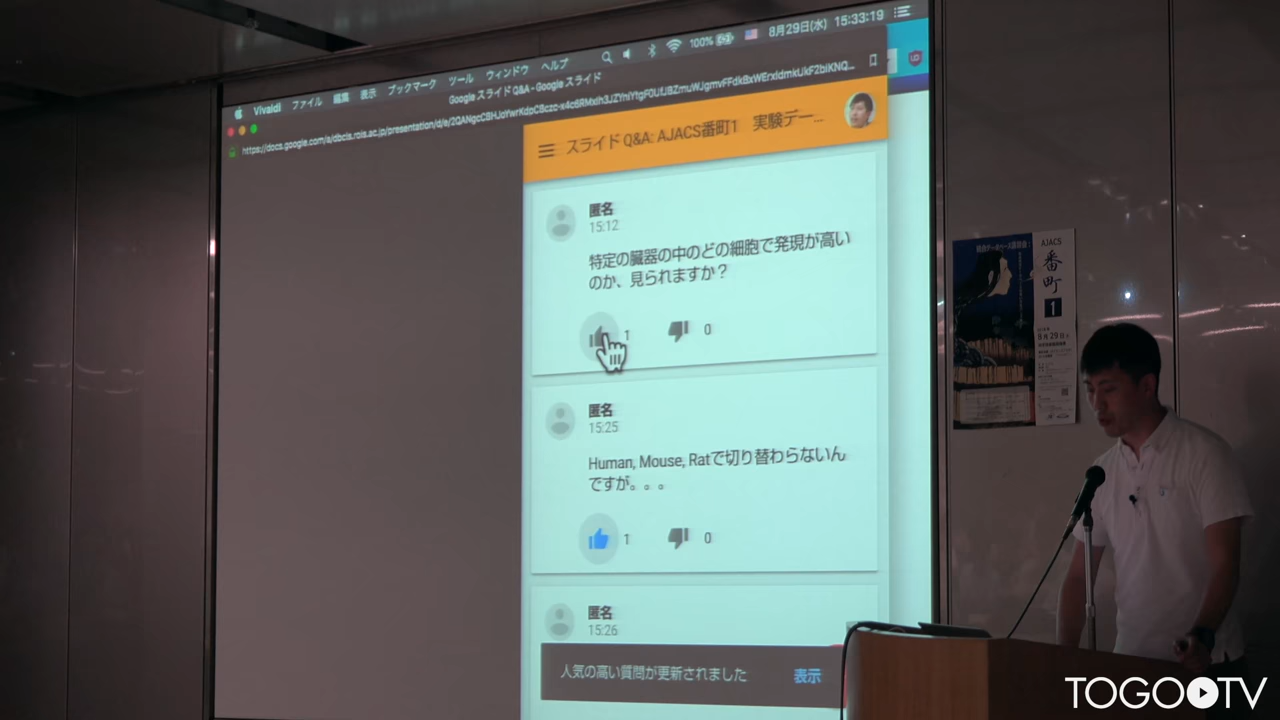 Vivaldi ファイル 編集 表示 ブックマーク ツール ウィンドウ ヘルプ 100% 8月29日(水) 15:33:19
Google スライド Q&A - Google スライド
スライド Q&A: AJACS番町1 実験デー...
匿名
15:12
特定の臓器の中のどの細胞で発現が高い
のか、見られますか？
1 0
匿名
15:25
Human, Mouse, Ratで切り替わらないん
ですが。。。
1 0
匿名
15:26
人気の高い質問が更新されました 表示
AJACS
番町
1
8月29日
TOGOTV